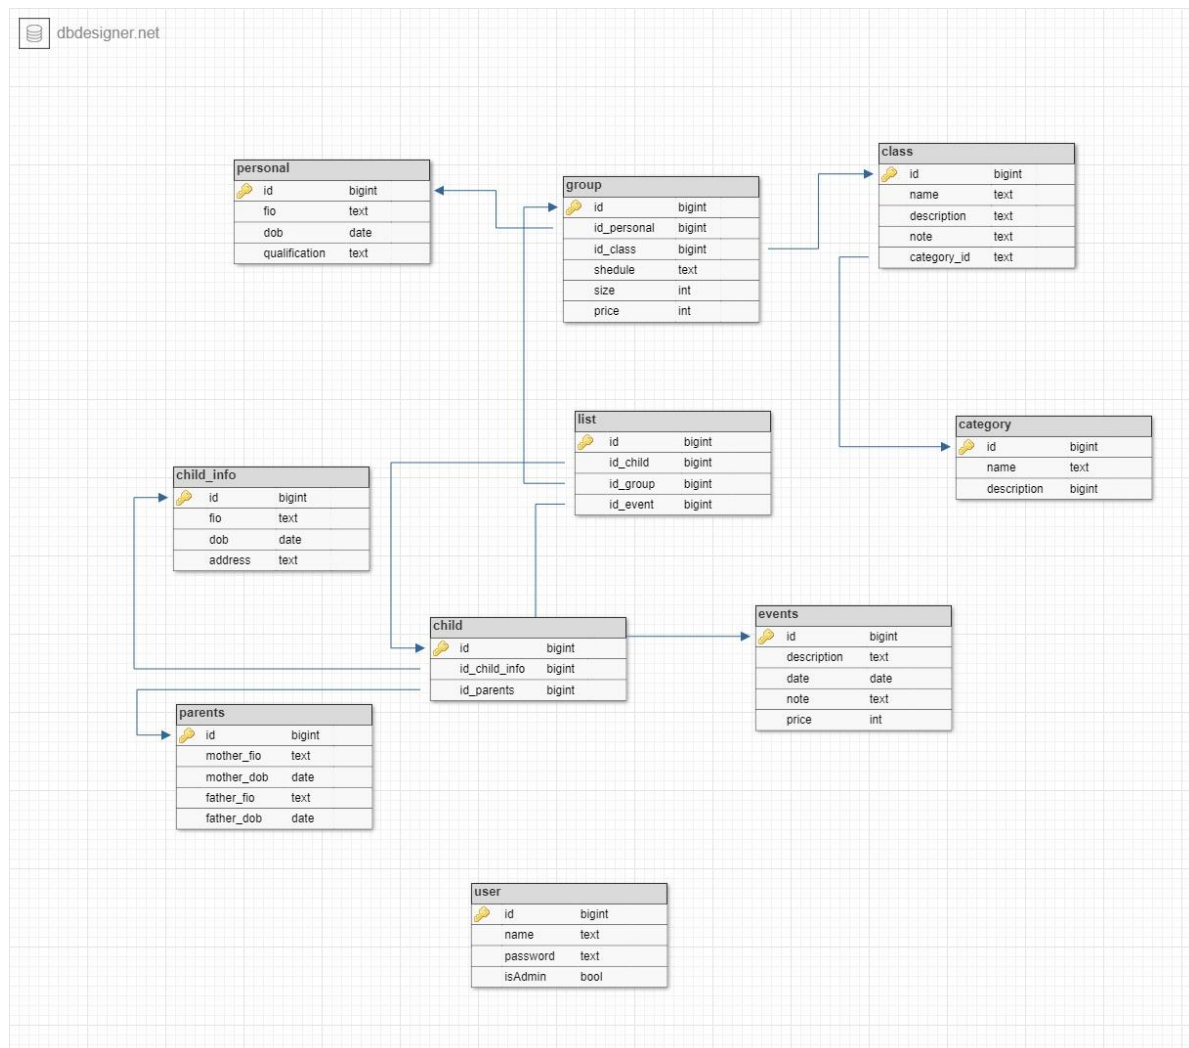 dbdesigner.net
personal
id bigint
fio text
dob date
qualification text
group
id bigint
id_personal bigint
id_class bigint
shedule text
size int
price int
class
id bigint
name text
description text
note text
category_id text
list
id bigint
id_child bigint
id_group bigint
id_event bigint
category
id bigint
name text
description bigint
child_info
id bigint
fio text
dob date
address text
child
id bigint
id_child_info bigint
id_parents bigint
events
id bigint
description text
date date
note text
price int
parents
id bigint
mother_fio text
mother_dob date
father_fio text
father_dob date
user
id bigint
name text
password text
isAdmin bool